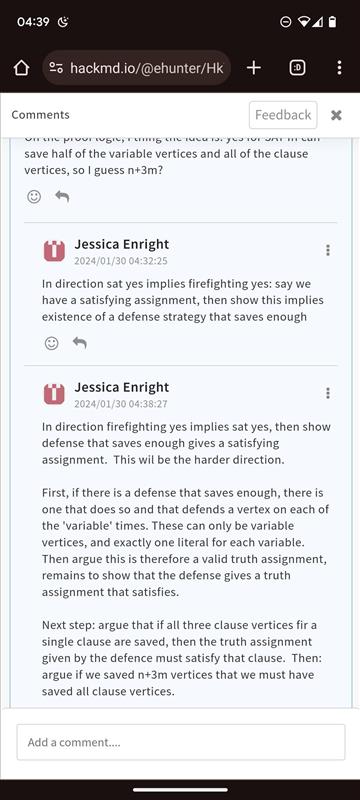 04:39
hackmd.io/@ehunter/Hk
:D
Comments
Feedback
save half of the variable vertices and all of the clause
vertices, so I guess n+3m?
Jessica Enright
2024/01/30 04:32:25
In direction sat yes implies firefighting yes: say we
have a satisfying assignment, then show this implies
existence of a defense strategy that saves enough
Jessica Enright
2024/01/30 04:38:27
In direction firefighting yes implies sat yes, then show
defense that saves enough gives a satisfying
assignment.  This wil be the harder direction.
First, if there is a defense that saves enough, there is
one that does so and that defends a vertex on each of
the 'variable' times. These can only be variable
vertices, and exactly one literal for each variable.
Then argue this is therefore a valid truth assignment,
remains to show that the defense gives a truth
assignment that satisfies.
Next step: argue that if all three clause vertices fir a
single clause are saved, then the truth assignment
given by the defence must satisfy that clause.  Then:
argue if we saved n+3m vertices that we must have
saved all clause vertices.
Add a comment....